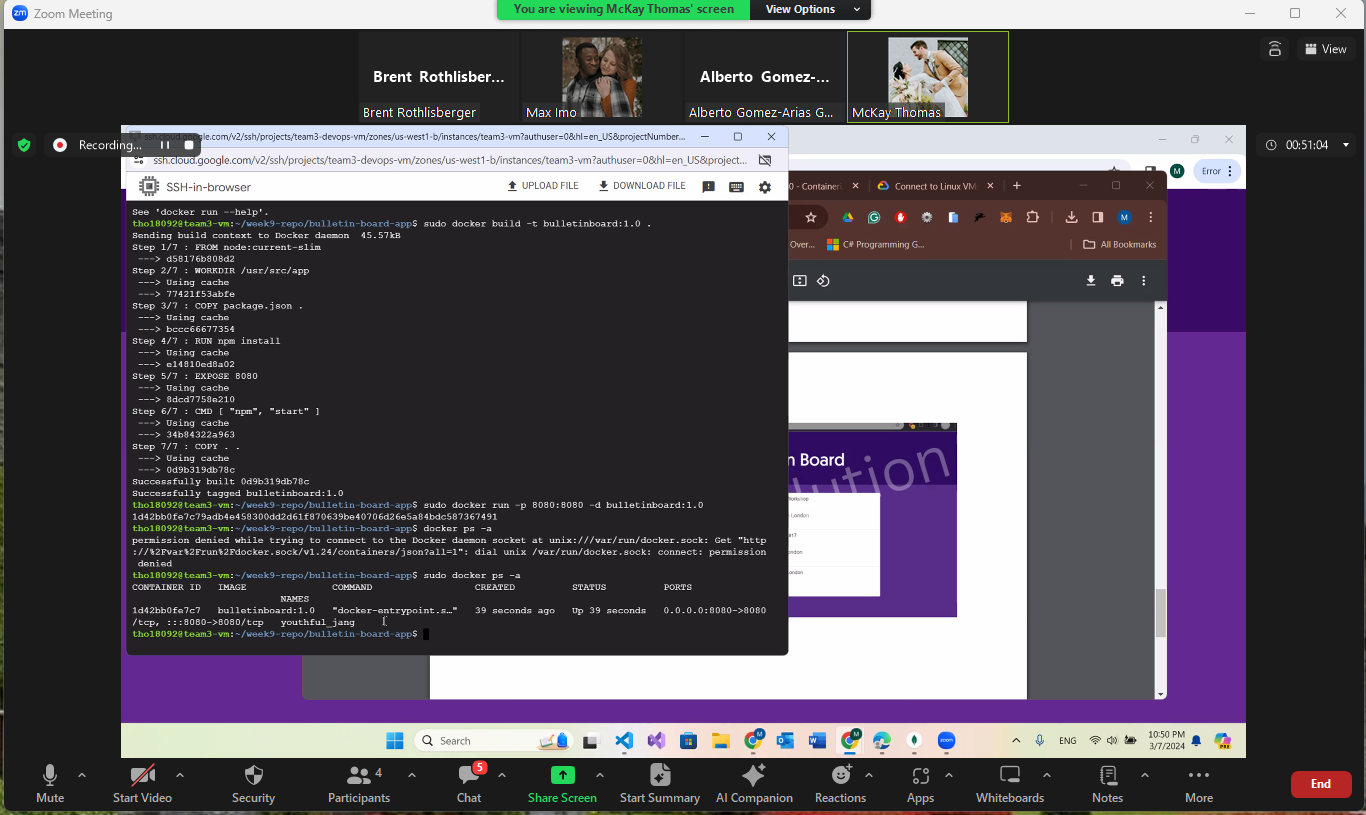 Zoom Meeting
You are viewing McKay Thomas' screen
View Options
View
Brent Rothlisber...
Alberto Gomez-...
Brent Rothlisberger
Max Imo
Alberto Gomez-Arias G...
McKay Thomas
Recording...
00:51:04
ssh.cloud.google.com/v2/ssh/projects/team3-devops-vm/zones/us-west1-b/instances/team3-vm?authuser=0&hl=en_US&projectNumber...
ssh.cloud.google.com/v2/ssh/projects/team3-devops-vm/zones/us-west1-b/instances/team3-vm?authuser=0&hl=en_US&project...
SSH-in-browser
UPLOAD FILE
DOWNLOAD FILE
See 'docker run --help'.
tho18092@team3-vm:~/week9-repo/bulletin-board-app$ sudo docker build -t bulletinboard:1.0 .
Sending build context to Docker daemon 45.57kB
Step 1/7 : FROM node:current-slim
---> d58176b808d2
Step 2/7 : WORKDIR /usr/src/app
---> Using cache
---> 77421f53abfe
Step 3/7 : COPY package.json .
---> Using cache
---> bccc66677354
Step 4/7 : RUN npm install
---> Using cache
---> e14810ed8a02
Step 5/7 : EXPOSE 8080
---> Using cache
---> 8dcd7758e210
Step 6/7 : CMD [ "npm", "start" ]
---> Using cache
---> 34b84322a963
Step 7/7 : COPY . .
---> Using cache
---> 0d9b319db78c
Successfully built 0d9b319db78c
Successfully tagged bulletinboard:1.0
tho18092@team3-vm:~/week9-repo/bulletin-board-app$ sudo docker run -p 8080:8080 -d bulletinboard:1.0
1d42bb0fe7c79adb4e458300dd2d61f870639be40706d26e5a84bdc587367491
tho18092@team3-vm:~/week9-repo/bulletin-board-app$ docker ps -a
permission denied while trying to connect to the Docker daemon socket at unix:///var/run/docker.sock: Get "http
://%2Fvar%2Frun%2Fdocker.sock/v1.24/containers/json?all=1": dial unix /var/run/docker.sock: connect: permission
denied
tho18092@team3-vm:~/week9-repo/bulletin-board-app$ sudo docker ps -a
CONTAINER ID IMAGE COMMAND CREATED STATUS PORTS
NAMES
1d42bb0fe7c7 bulletinboard:1.0 "docker-entrypoint.s…" 39 seconds ago Up 39 seconds 0.0.0.0:8080->8080
/tcp, :::8080->8080/tcp youthful_jang
tho18092@team3-vm:~/week9-repo/bulletin-board-app$
M
Error
0 - Container
Connect to Linux VM
M
Over...
C# Programming G...
All Bookmarks
n Board
lution
Workshop
London
London
London
Search
ENG
10:50 PM
3/7/2024
Mute
Start Video
Security
4
Participants
5
Chat
Share Screen
Start Summary
AI Companion
Reactions
Apps
Whiteboards
Notes
More
End